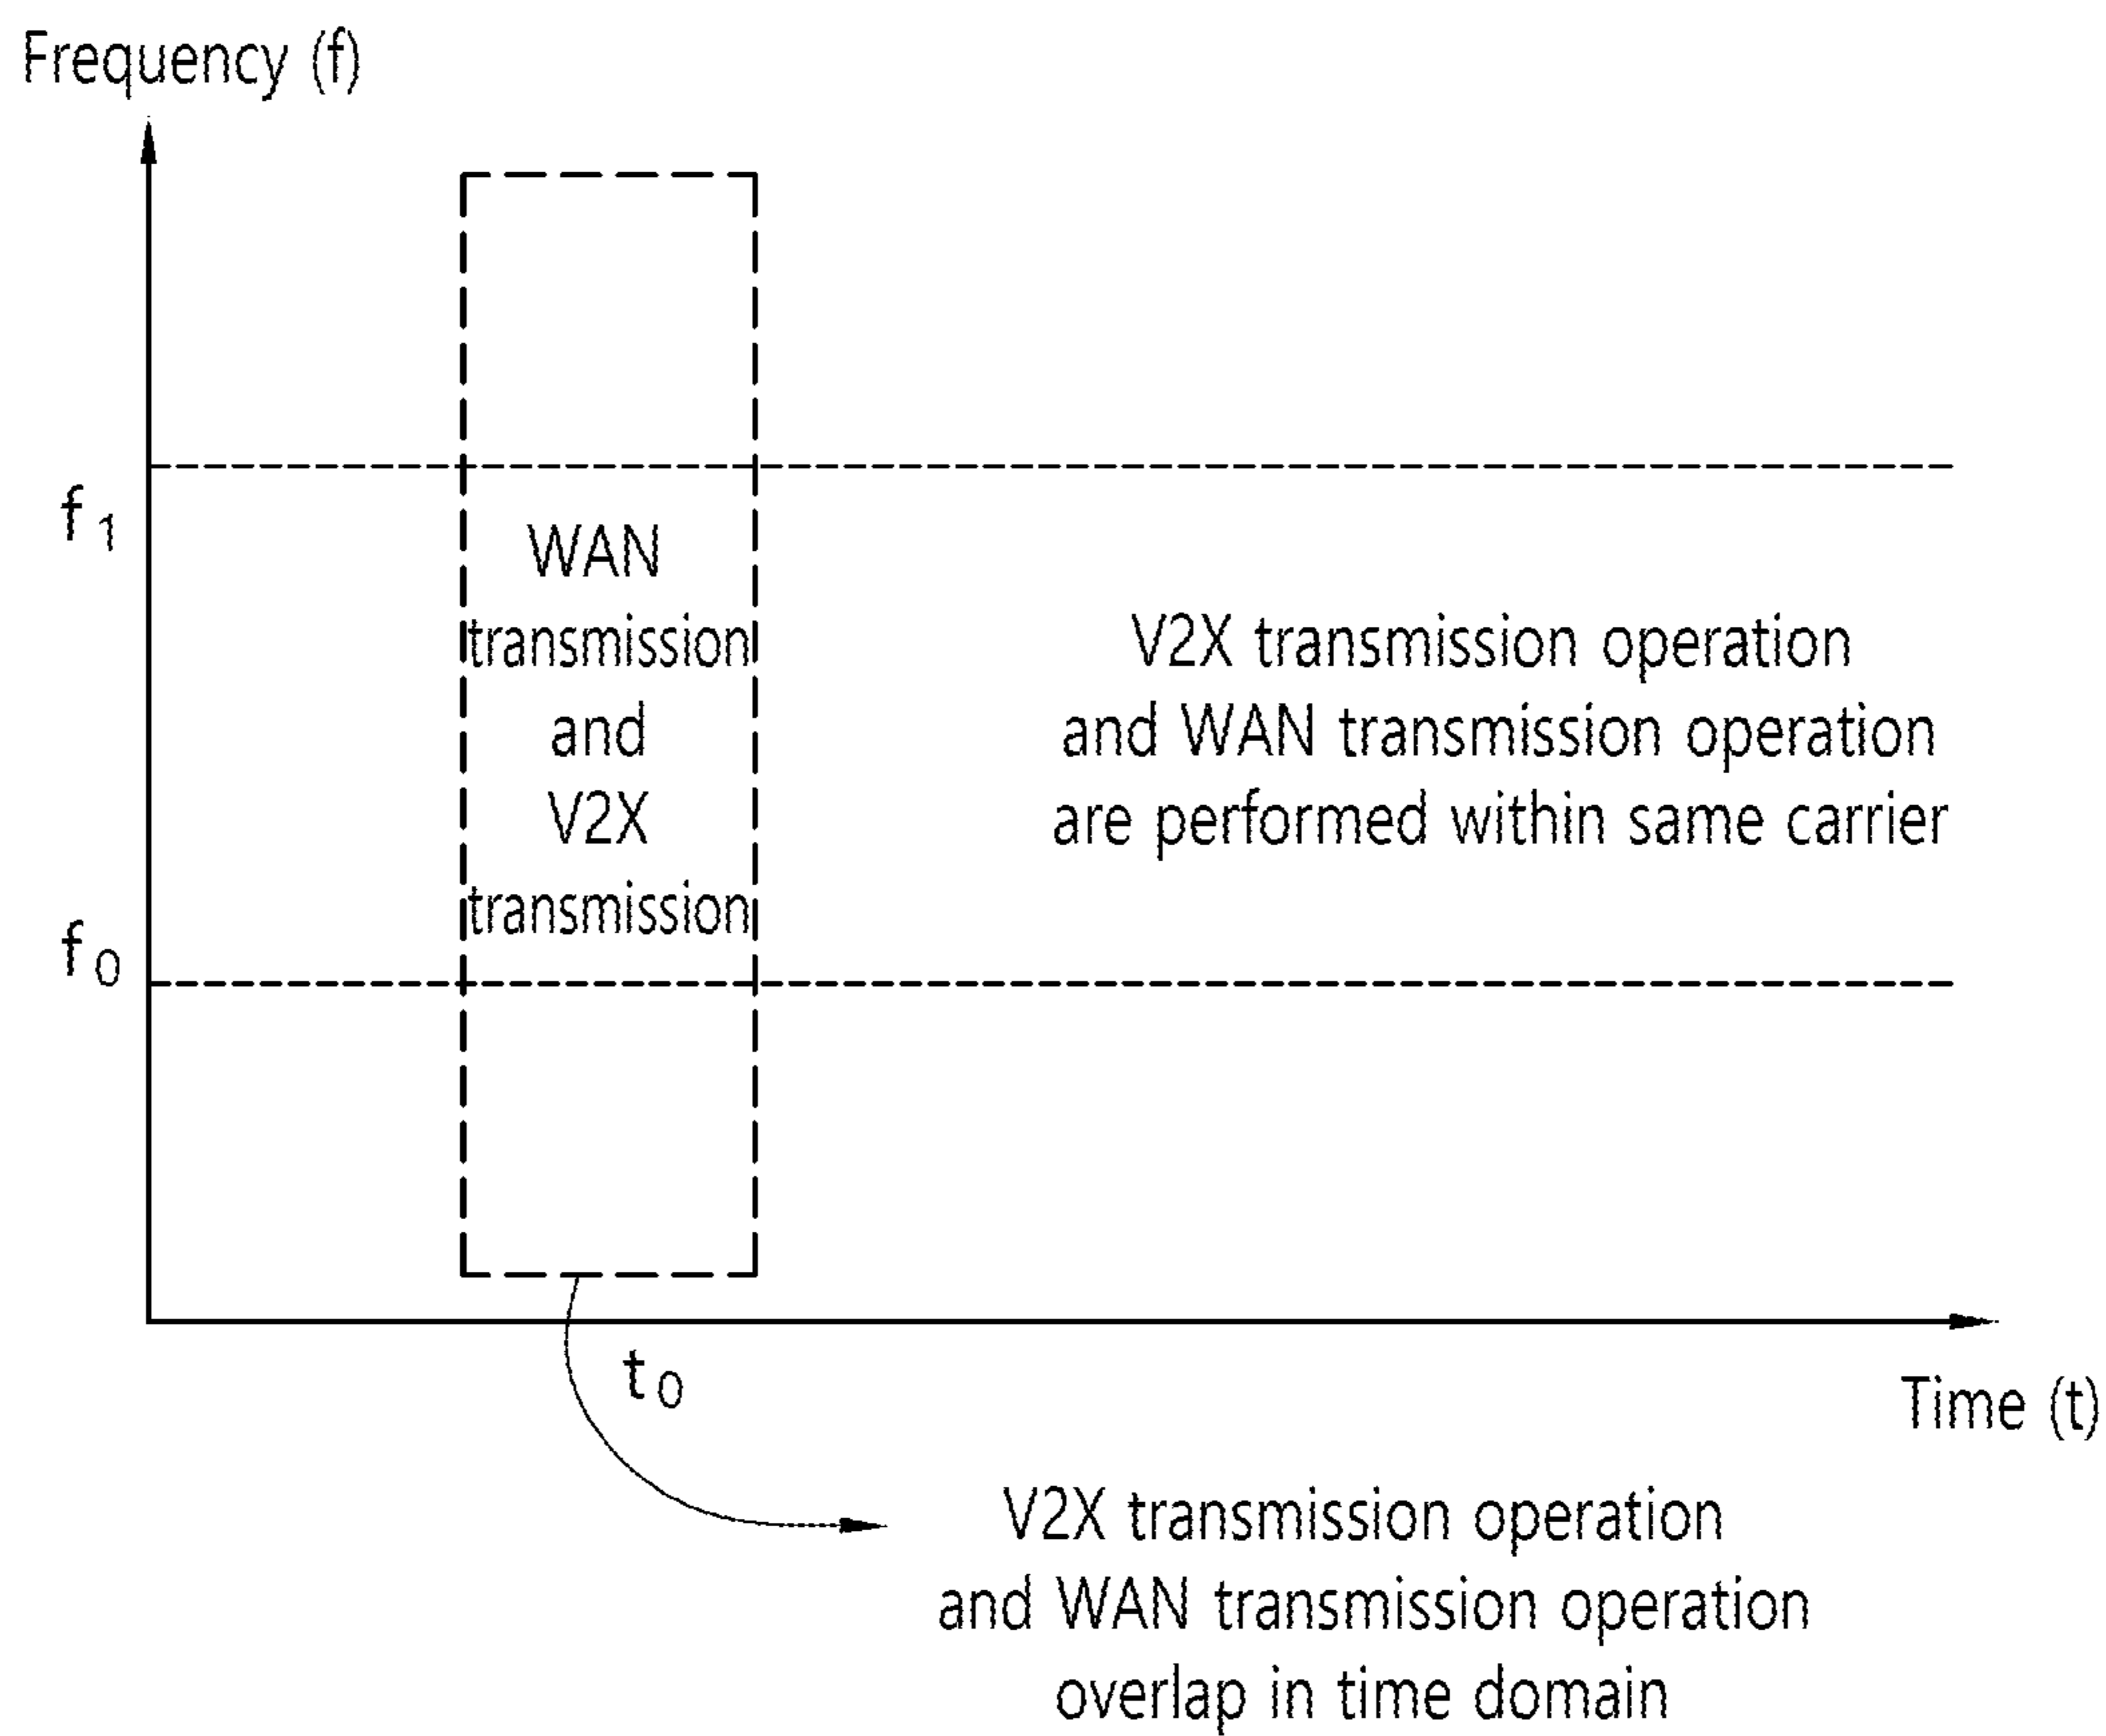 Frequency (f)
f1
WAN
transmission
and
V2X
transmission
V2X transmission operation
and WAN transmission operation
are performed within same carrier
f0
t0
Time (t)
V2X transmission operation
and WAN transmission operation
overlap in time domain